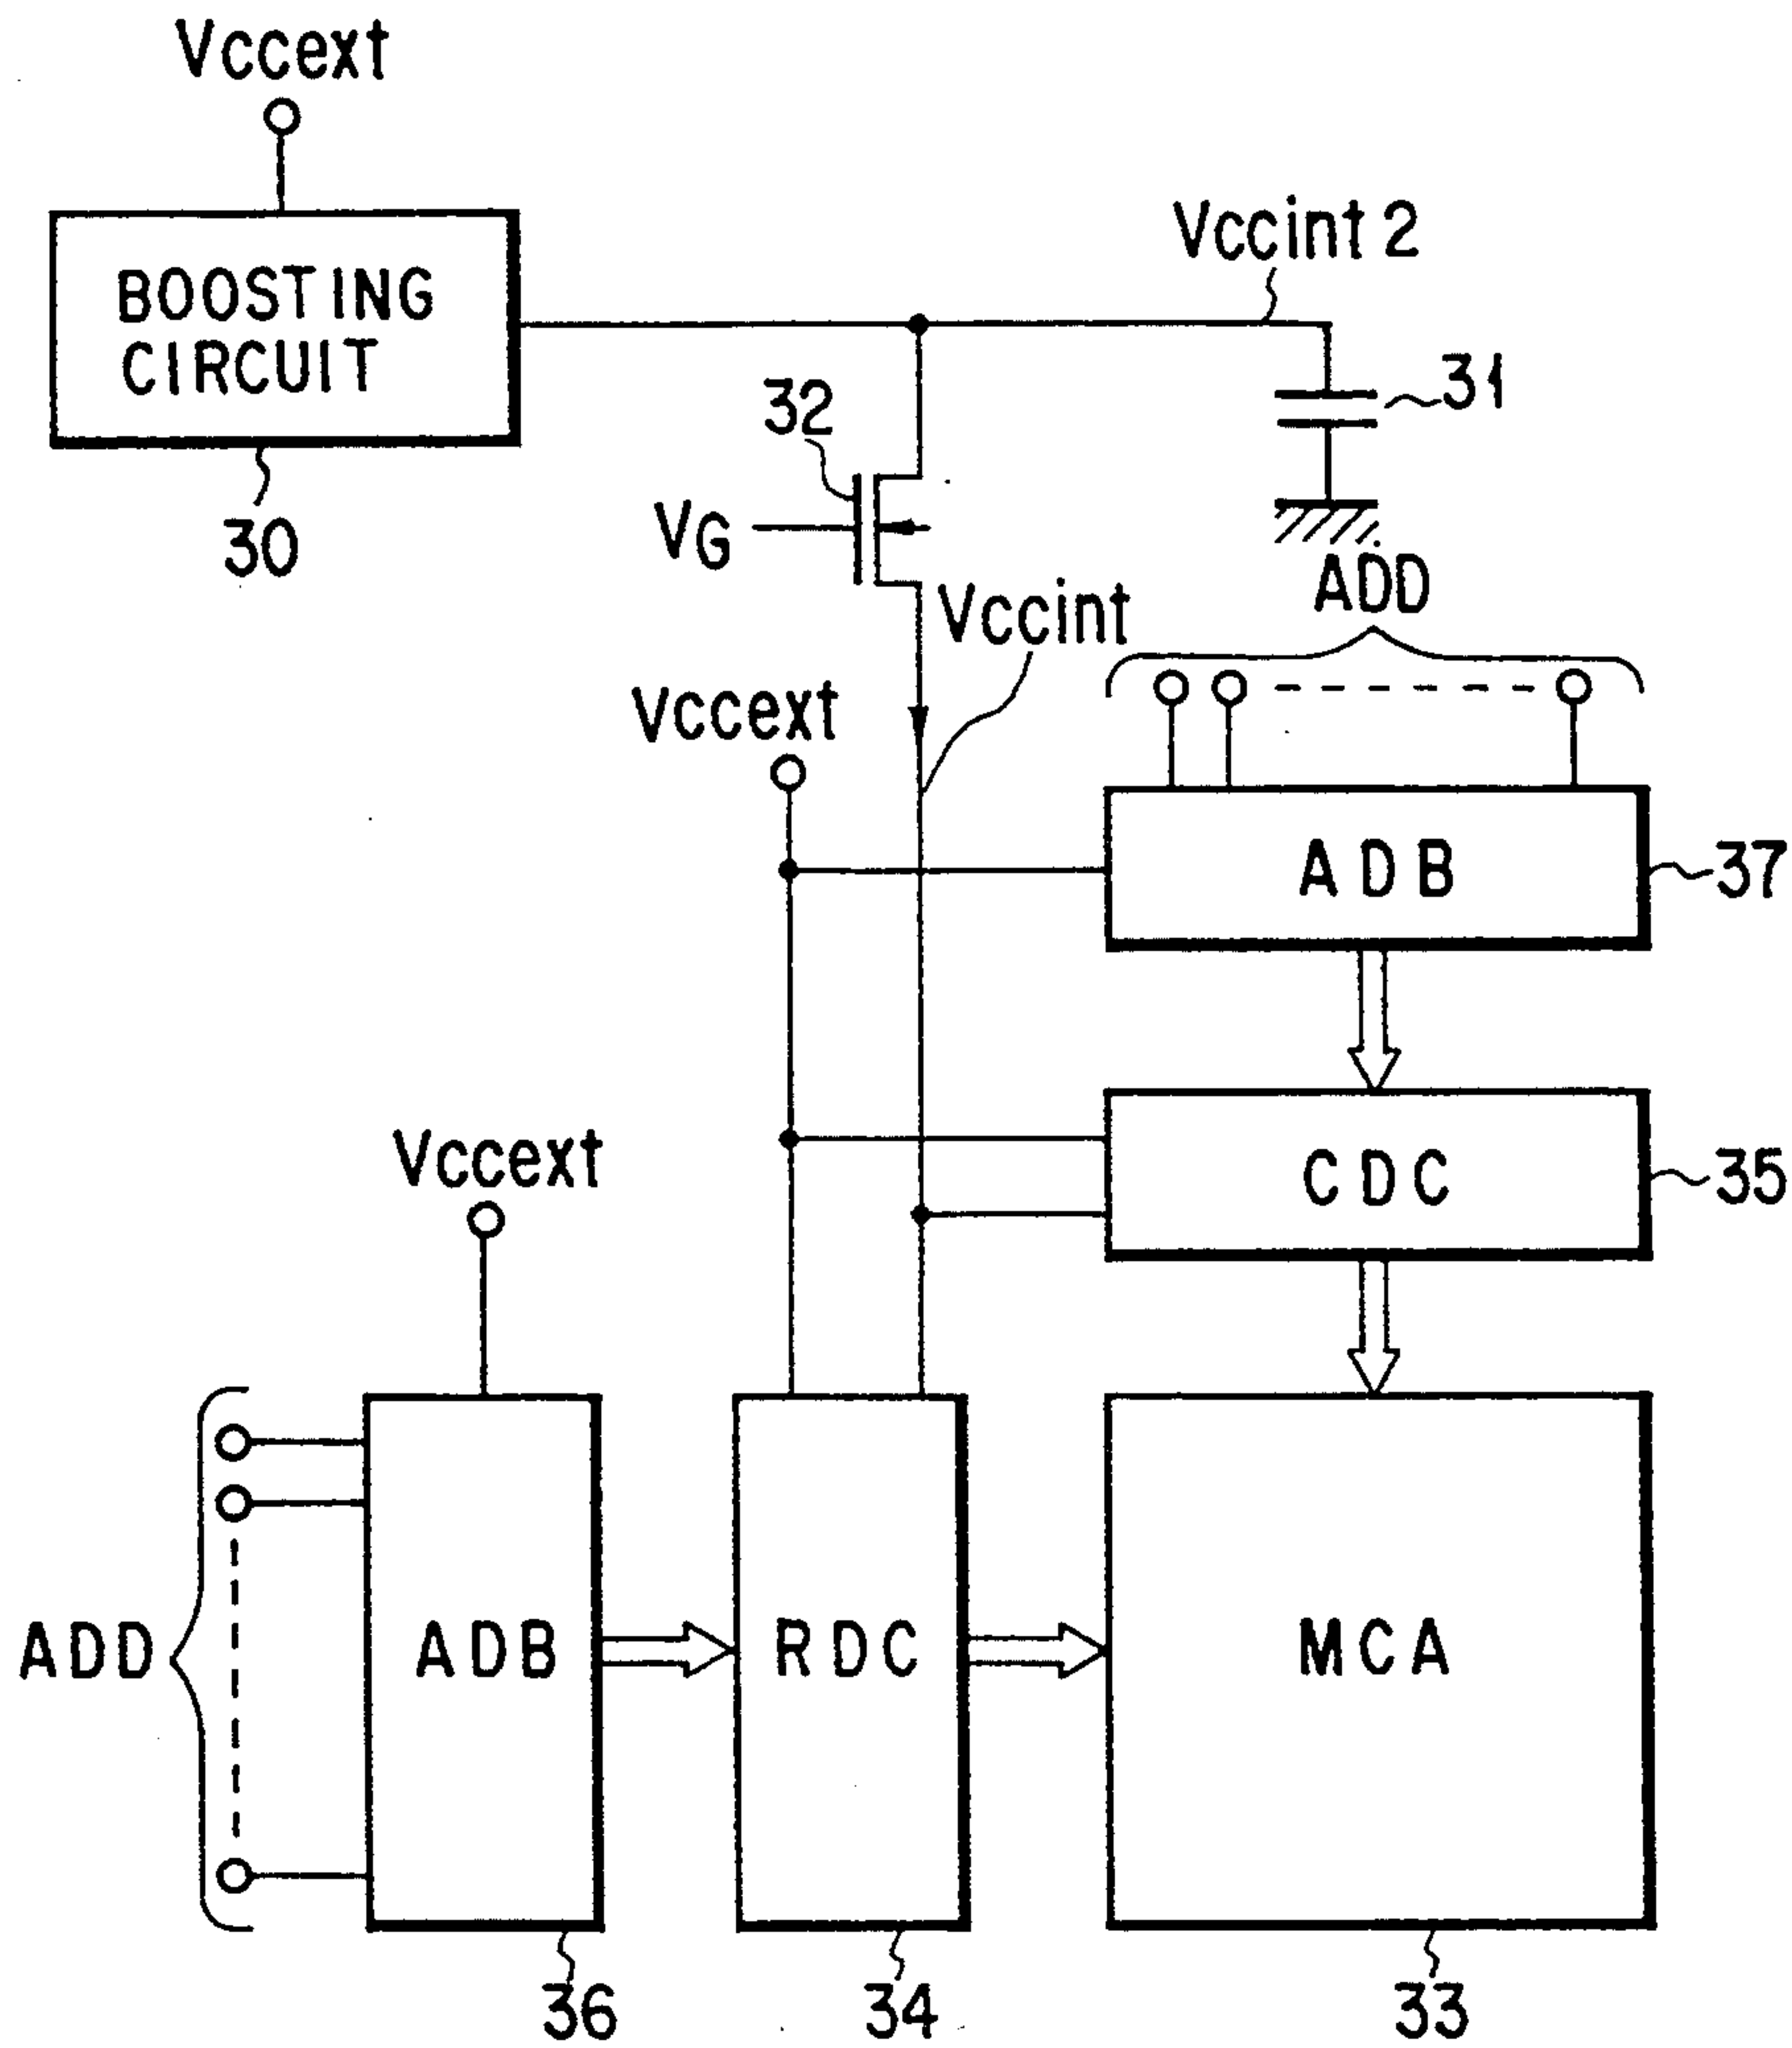 Vccext
BOOSTING
CIRCUIT
30
Vccint 2
31
32
VG
Vccint
ADD
Vccext
ADB
37
CDC
35
Vccext
ADD
ADB
RDC
MCA
36
34
33